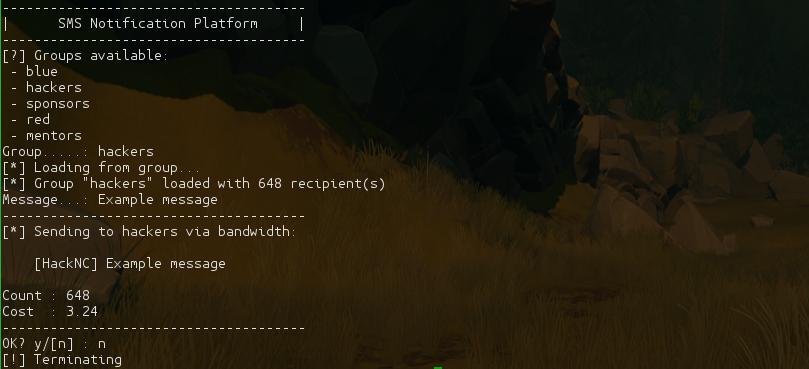 ---------------------------------------
|      SMS Notification Platform     |
---------------------------------------
[?] Groups available:
 - blue
 - hackers
 - sponsors
 - red
 - mentors
Group.....: hackers
[*] Loading from group...
[*] Group "hackers" loaded with 648 recipient(s)
Message...: Example message
---------------------------------------
[*] Sending to hackers via bandwidth:
    [HackNC] Example message
Count : 648
Cost  : 3.24
---------------------------------------
OK? y/[n] : n
[!] Terminating